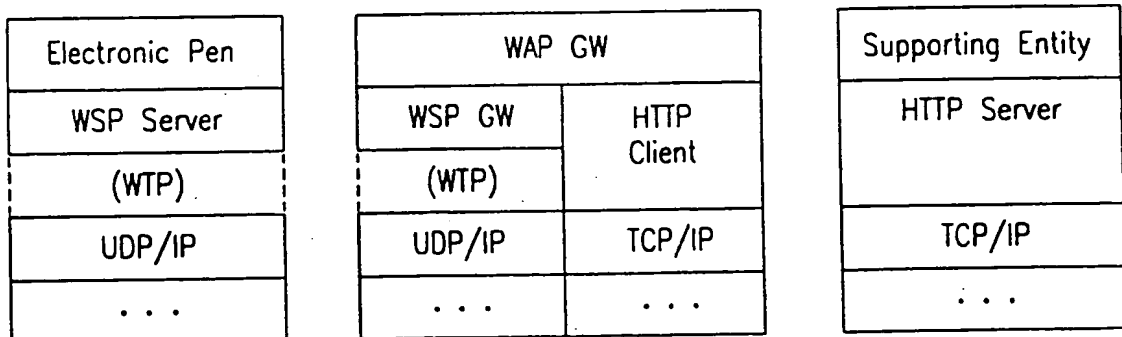 Electronic Pen
WSP Server
(WTP)
UDP/IP
. . .
WAP GW
WSP GW
(WTP)
UDP/IP
. . .
HTTP
Client
TCP/IP
. . .
Supporting Entity
HTTP Server
TCP/IP
. . .